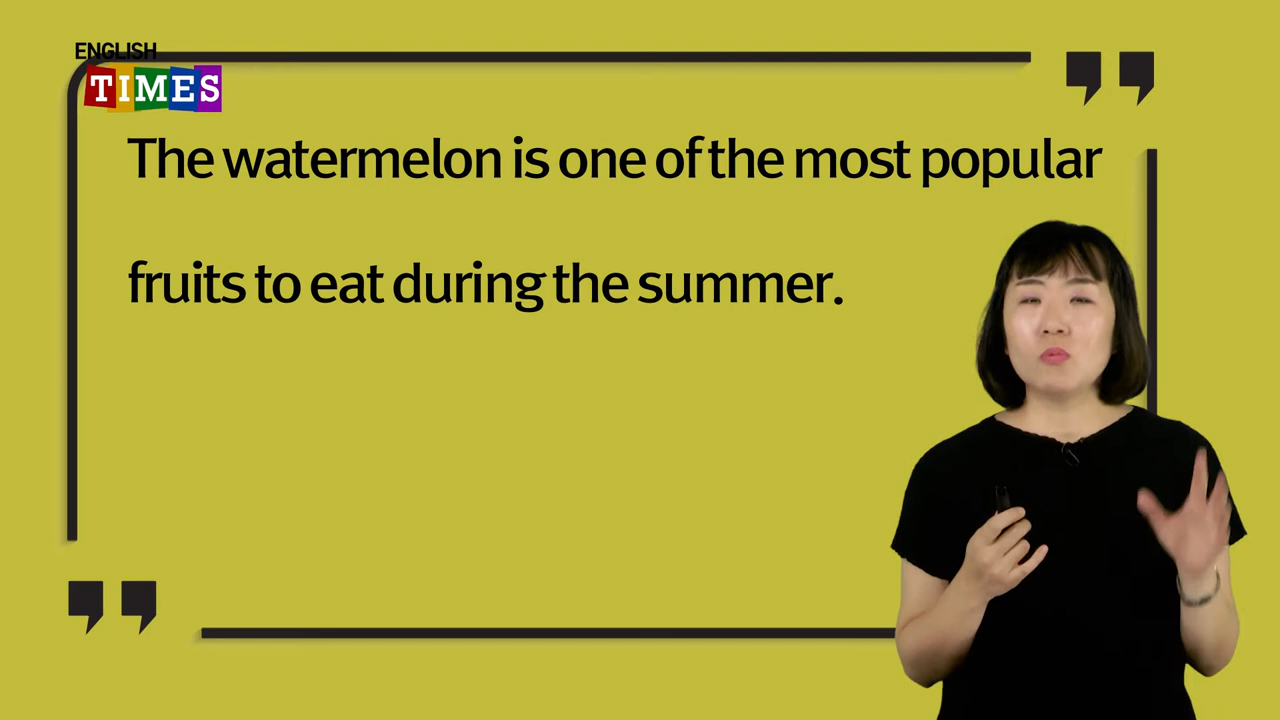 ENGLISH
TIMES
The watermelon is one of the most popular
fruits to eat during the summer.